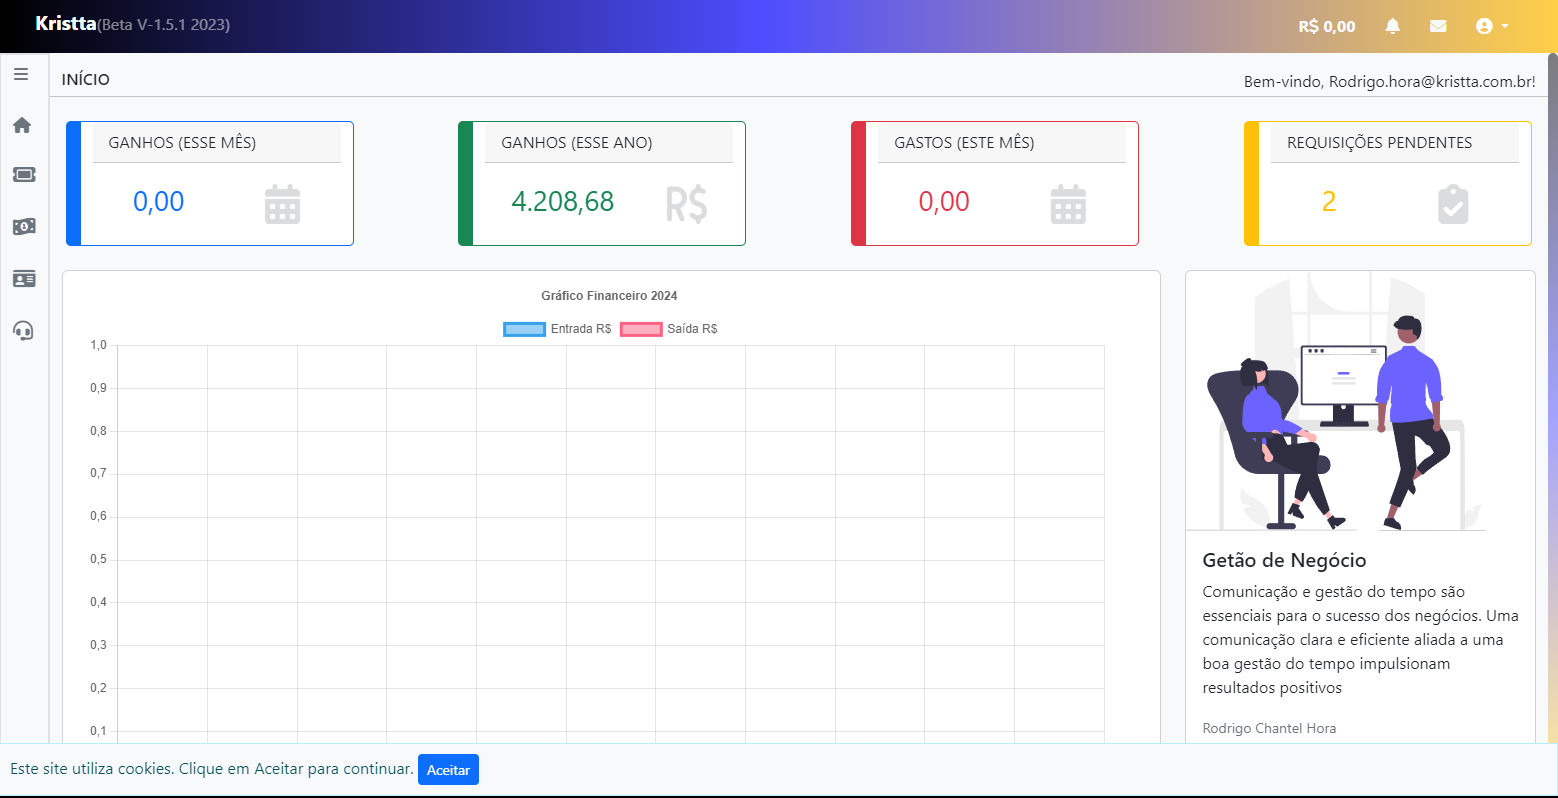 Kristta(Beta V-1.5.1 2023)
R$ 0,00
INÍCIO
Bem-vindo, Rodrigo.hora@kristta.com.br!
GANHOS (ESSE MÊS)
0,00
GANHOS (ESSE ANO)
4.208,68
R$
GASTOS (ESTE MÊS)
0,00
REQUISIÇÕES PENDENTES
2
Gráfico Financeiro 2024
Entrada R$
Saída R$
1,0
0,9
0,8
0,7
0,6
0,5
0,4
0,3
0,2
0,1
Getão de Negócio
Comunicação e gestão do tempo são
essenciais para o sucesso dos negócios. Uma
comunicação clara e eficiente aliada a uma
boa gestão do tempo impulsionam
resultados positivos
Rodrigo Chantel Hora
Este site utiliza cookies. Clique em Aceitar para continuar.
Aceitar